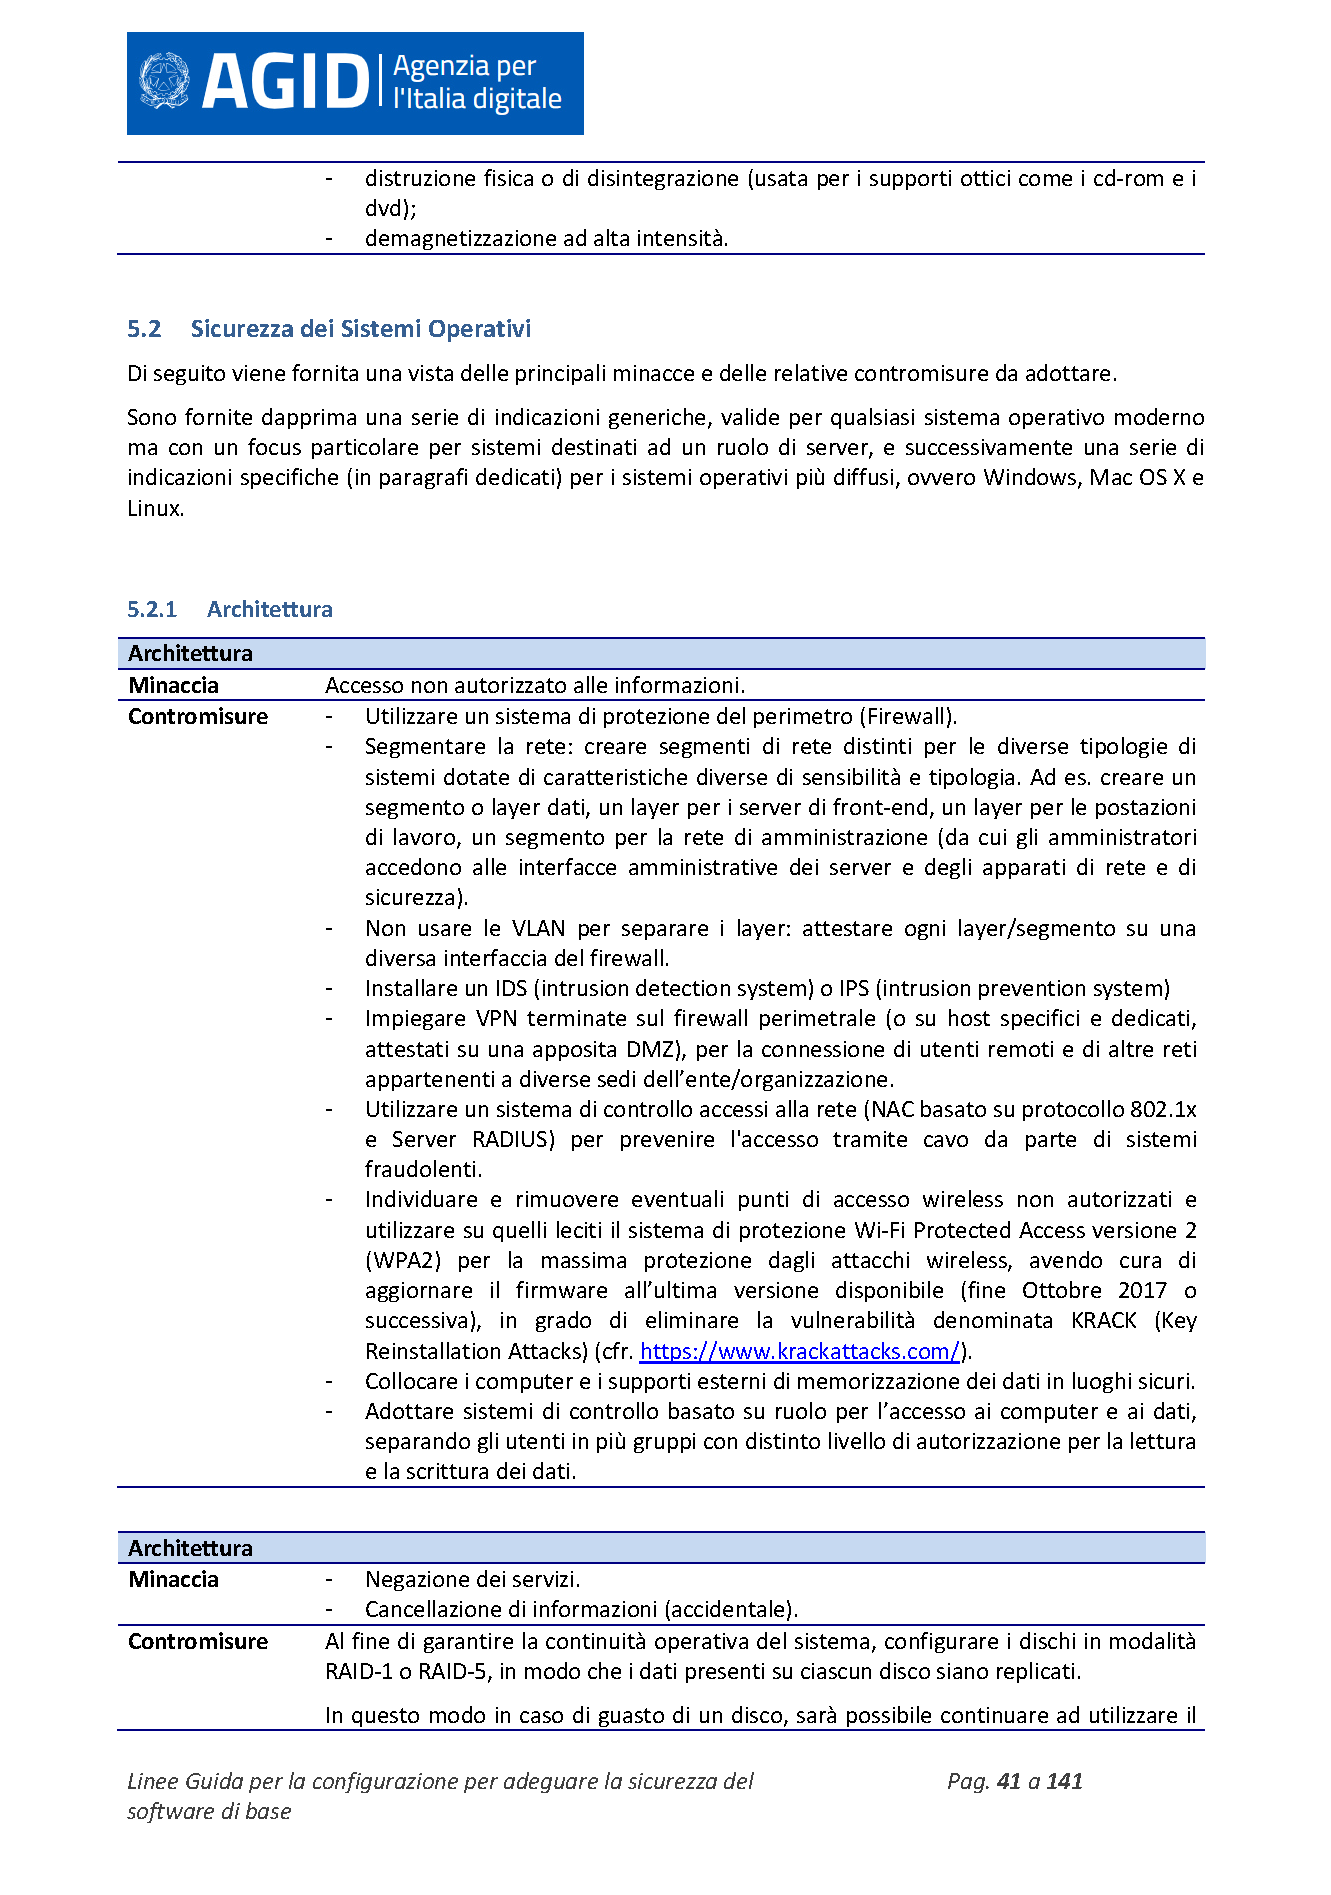 AGID Agenzia per
l'Italia digitale
- distruzione fisica o di disintegrazione (usata per i supporti ottici come i cd-rom e i
dvd);
- demagnetizzazione ad alta intensità.
5.2 Sicurezza dei Sistemi Operativi
Di seguito viene fornita una vista delle principali minacce e delle relative contromisure da adottare.
Sono fornite dapprima una serie di indicazioni generiche, valide per qualsiasi sistema operativo moderno
ma con un focus particolare per sistemi destinati ad un ruolo di server, e successivamente una serie di
indicazioni specifiche (in paragrafi dedicati) per i sistemi operativi più diffusi, ovvero Windows, Mac OS X e
Linux.
5.2.1 Architettura
Architettura
Minaccia Accesso non autorizzato alle informazioni.
Contromisure - Utilizzare un sistema di protezione del perimetro (Firewall).
- Segmentare la rete: creare segmenti di rete distinti per le diverse tipologie di
sistemi dotate di caratteristiche diverse di sensibilità e tipologia. Ad es. creare un
segmento o layer dati, un layer per i server di front-end, un layer per le postazioni
di lavoro, un segmento per la rete di amministrazione (da cui gli amministratori
accedono alle interfacce amministrative dei server e degli apparati di rete e di
sicurezza).
- Non usare le VLAN per separare i layer: attestare ogni layer/segmento su una
diversa interfaccia del firewall.
- Installare un IDS (intrusion detection system) o IPS (intrusion prevention system)
- Impiegare VPN terminate sul firewall perimetrale (o su host specifici e dedicati,
attestati su una apposita DMZ), per la connessione di utenti remoti e di altre reti
appartenenti a diverse sedi dell’ente/organizzazione.
- Utilizzare un sistema di controllo accessi alla rete (NAC basato su protocollo 802.1x
e Server RADIUS) per prevenire l'accesso tramite cavo da parte di sistemi
fraudolenti.
- Individuare e rimuovere eventuali punti di accesso wireless non autorizzati e
utilizzare su quelli leciti il sistema di protezione Wi-Fi Protected Access versione 2
(WPA2) per la massima protezione dagli attacchi wireless, avendo cura di
aggiornare il firmware all’ultima versione disponibile (fine Ottobre 2017 o
successiva), in grado di eliminare la vulnerabilità denominata KRACK (Key
Reinstallation Attacks) (cfr. https://www.krackattacks.com/).
- Collocare i computer e i supporti esterni di memorizzazione dei dati in luoghi sicuri.
- Adottare sistemi di controllo basato su ruolo per l’accesso ai computer e ai dati,
separando gli utenti in più gruppi con distinto livello di autorizzazione per la lettura
e la scrittura dei dati.
Architettura
Minaccia - Negazione dei servizi.
- Cancellazione di informazioni (accidentale).
Contromisure Al fine di garantire la continuità operativa del sistema, configurare i dischi in modalità
RAID-1 o RAID-5, in modo che i dati presenti su ciascun disco siano replicati.
In questo modo in caso di guasto di un disco, sarà possibile continuare ad utilizzare il
Linee Guida per la configurazione per adeguare la sicurezza del Pag. 41 a 141
software di base